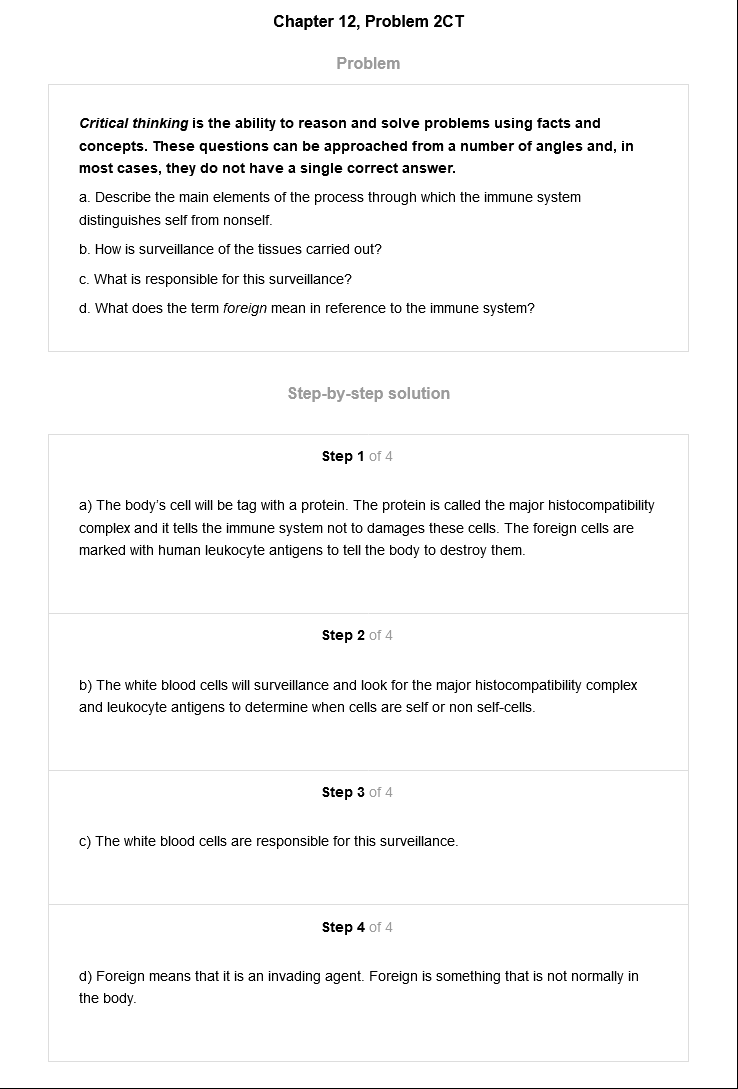 Chapter 12, Problem 2CT
Problem
Critical thinking is the ability to reason and solve problems using facts and
concepts. These questions can be approached from a number of angles and, in
most cases, they do not have a single correct answer.
a. Describe the main elements of the process through which the immune system
distinguishes self from nonself.
b. How is surveillance of the tissues carried out?
c. What is responsible for this surveillance?
d. What does the term foreign mean in reference to the immune system?
Step-by-step solution
Step 1 of 4
a) The body's cell will be tag with a protein. The protein is called the major histocompatibility
complex and it tells the immune system not to damages these cells. The foreign cells are
marked with human leukocyte antigens to tell the body to destroy them.
Step 2 of 4
b) The white blood cells will surveillance and look for the major histocompatibility complex
and leukocyte antigens to determine when cells are self or non self-cells.
Step 3 of 4
c) The white blood cells are responsible for this surveillance.
Step 4 of 4
d) Foreign means that it is an invading agent. Foreign is something that is not normally in
the body.